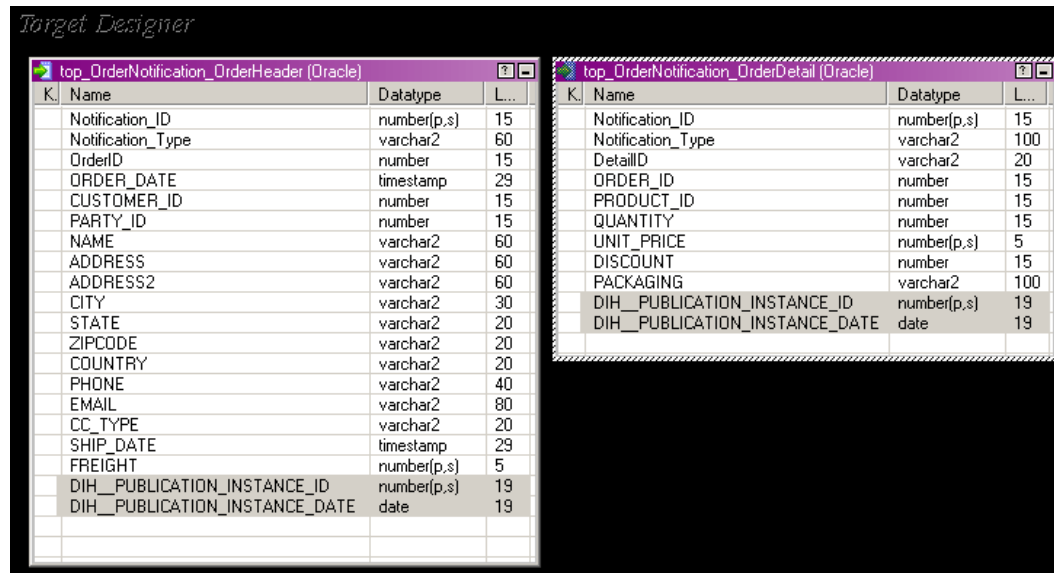 Target Designer
top_OrderNotification_OrderHeader (Oracle)
K. Name Datatype L...
Notification_ID number(p,s) 15
Notification_Type varchar2 60
OrderID number 15
ORDER_DATE timestamp 29
CUSTOMER_ID number 15
PARTY_ID number 15
NAME varchar2 60
ADDRESS varchar2 60
ADDRESS2 varchar2 60
CITY varchar2 30
STATE varchar2 20
ZIPCODE varchar2 20
COUNTRY varchar2 20
PHONE varchar2 40
EMAIL varchar2 80
CC_TYPE varchar2 20
SHIP_DATE timestamp 29
FREIGHT number(p,s) 5
DIH__PUBLICATION_INSTANCE_ID number(p,s) 19
DIH__PUBLICATION_INSTANCE_DATE date 19
top_OrderNotification_OrderDetail (Oracle)
K. Name Datatype L...
Notification_ID number(p,s) 15
Notification_Type varchar2 100
DetailID varchar2 20
ORDER_ID number 15
PRODUCT_ID number 15
QUANTITY number 15
UNIT_PRICE number(p,s) 5
DISCOUNT number 15
PACKAGING varchar2 100
DIH__PUBLICATION_INSTANCE_ID number(p,s) 19
DIH__PUBLICATION_INSTANCE_DATE date 19